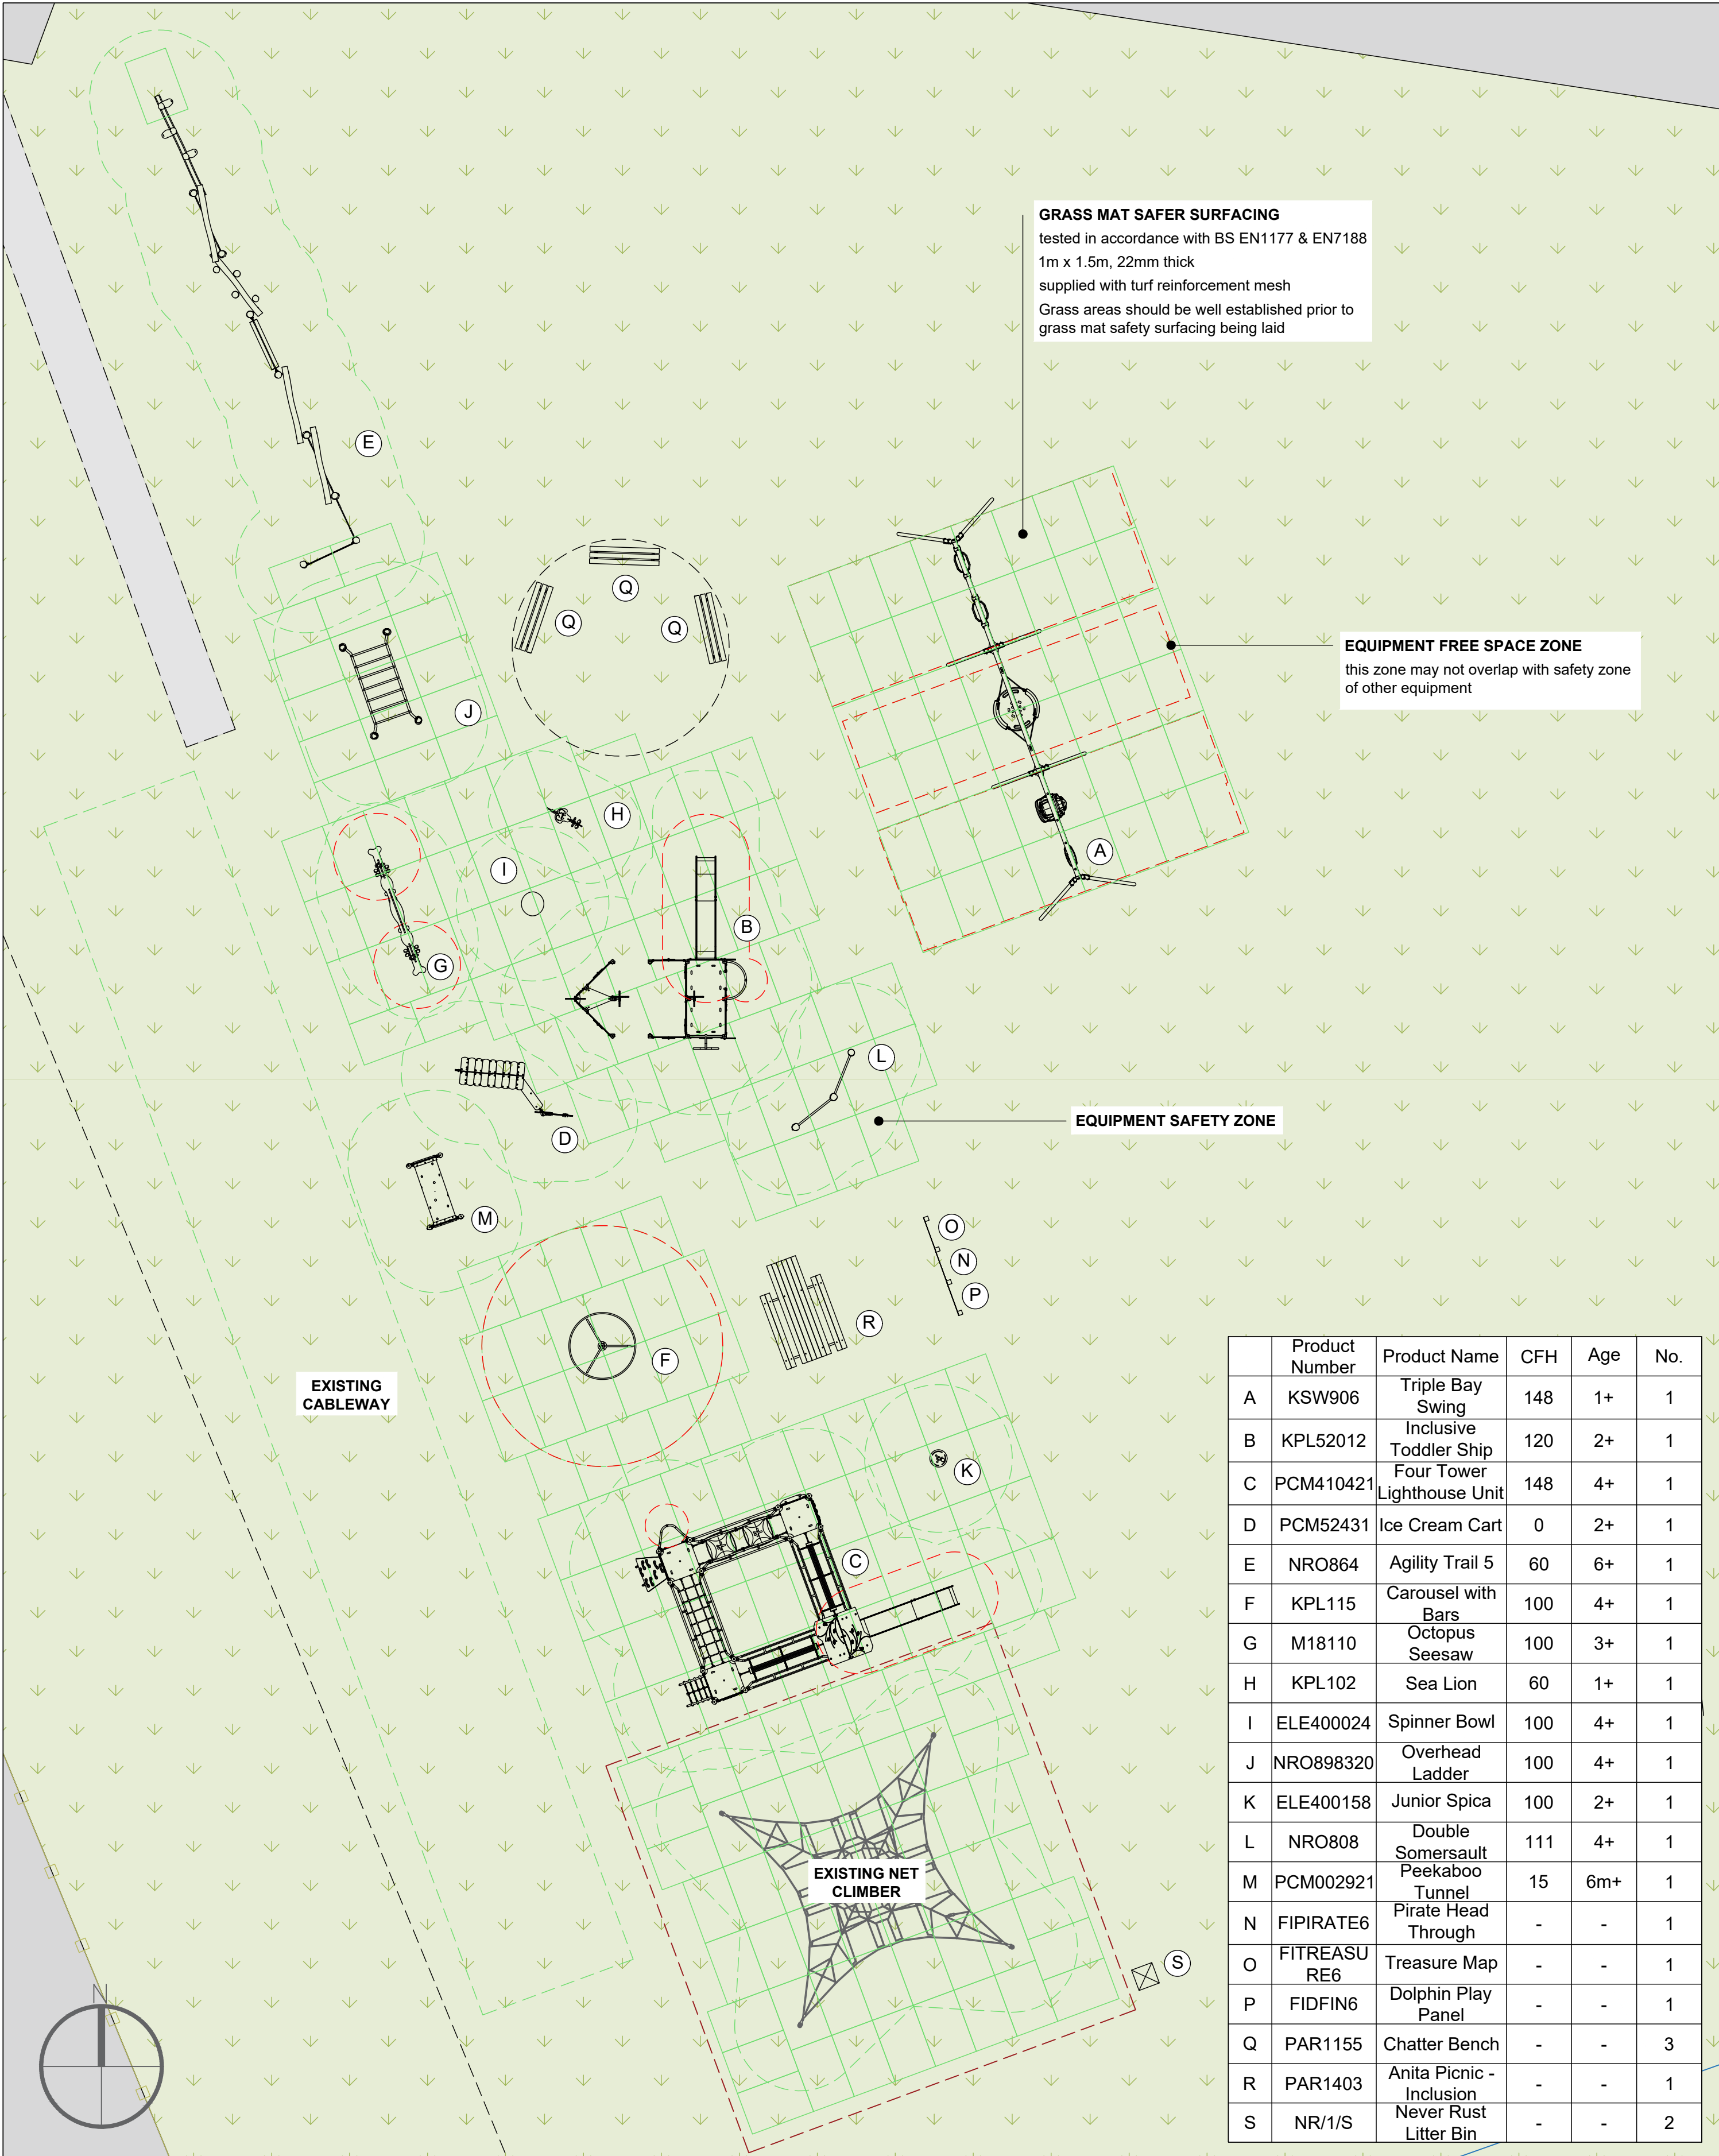 GRASS MAT SAFER SURFACING
tested in accordance with BS EN1177 & EN7188
1m x 1.5m, 22mm thick
supplied with turf reinforcement mesh
Grass areas should be well established prior to
grass mat safety surfacing being laid
E
Q
Q
Q
EQUIPMENT FREE SPACE ZONE
this zone may not overlap with safety zone
of other equipment
J
H
A
I
B
G
L
D
EQUIPMENT SAFETY ZONE
M
O
N
P
R
F
EXISTING
CABLEWAY
K
C
EXISTING NET
CLIMBER
S
N
Product Number Product Name CFH Age No.
A KSW906 Triple Bay Swing 148 1+ 1
B KPL52012 Inclusive Toddler Ship 120 2+ 1
C PCM410421 Four Tower Lighthouse Unit 148 4+ 1
D PCM52431 Ice Cream Cart 0 2+ 1
E NRO864 Agility Trail 5 60 6+ 1
F KPL115 Carousel with Bars 100 4+ 1
G M18110 Octopus Seesaw 100 3+ 1
H KPL102 Sea Lion 60 1+ 1
I ELE400024 Spinner Bowl 100 4+ 1
J NRO898320 Overhead Ladder 100 4+ 1
K ELE400158 Junior Spica 100 2+ 1
L NRO808 Double Somersault 111 4+ 1
M PCM002921 Peekaboo Tunnel 15 6m+ 1
N FIPIRATE6 Pirate Head Through - - 1
O FITREASURE6 Treasure Map - - 1
P FIDFIN6 Dolphin Play Panel - - 1
Q PAR1155 Chatter Bench - - 3
R PAR1403 Anita Picnic - Inclusion - - 1
S NR/1/S Never Rust Litter Bin - - 2